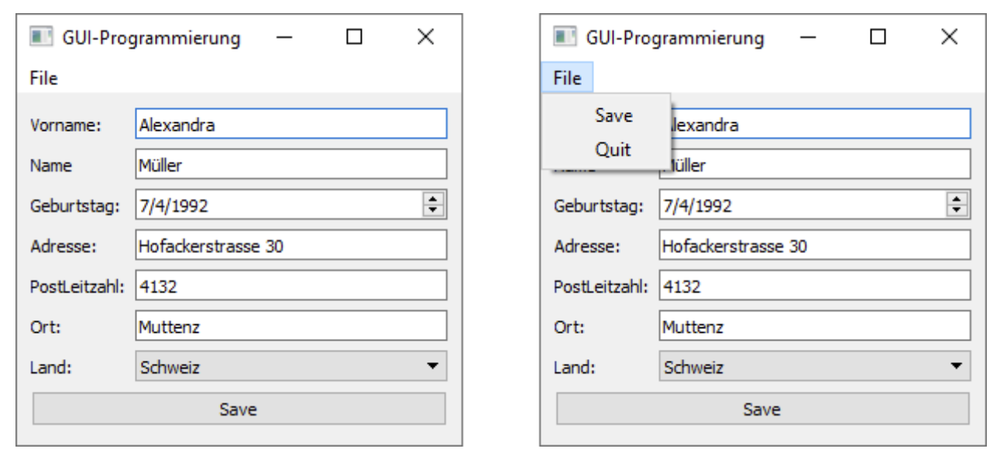 GUI-Programmierung
File
Vorname: Alexandra
Name Müller
Geburtstag: 7/4/1992
Adresse: Hofackerstrasse 30
PostLeitzahl: 4132
Ort: Muttenz
Land: Schweiz
Save
GUI-Programmierung
File
Save
Quit
lexandra
üller
Geburtstag: 7/4/1992
Adresse: Hofackerstrasse 30
PostLeitzahl: 4132
Ort: Muttenz
Land: Schweiz
Save